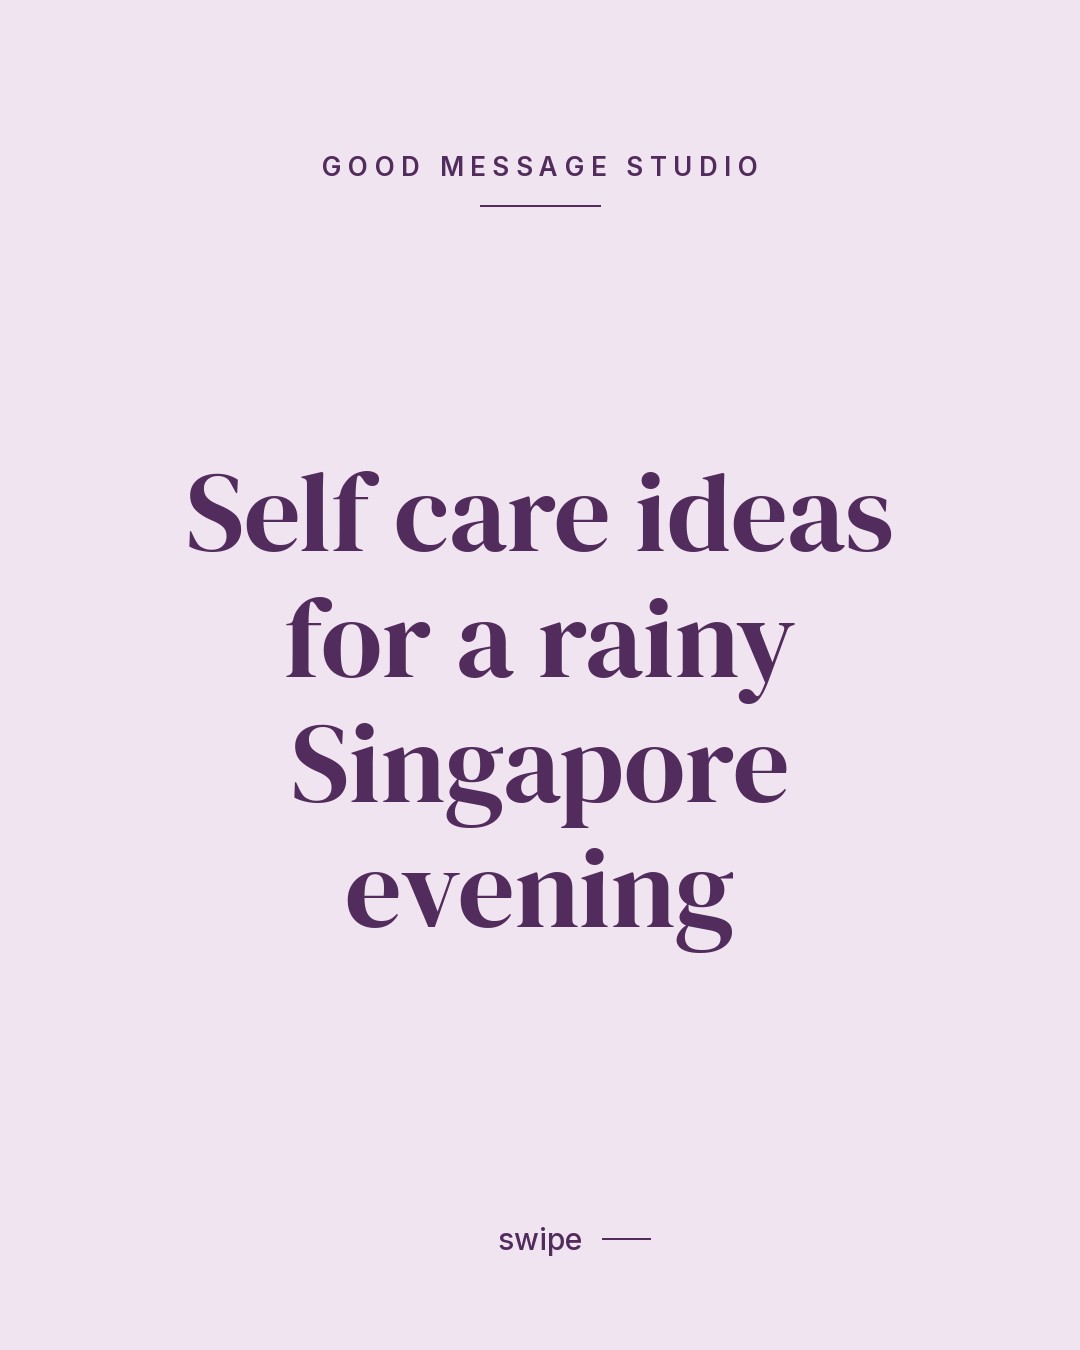 GOOD MESSAGE STUDIO
Self care ideas
for a rainy
Singapore
evening
swipe